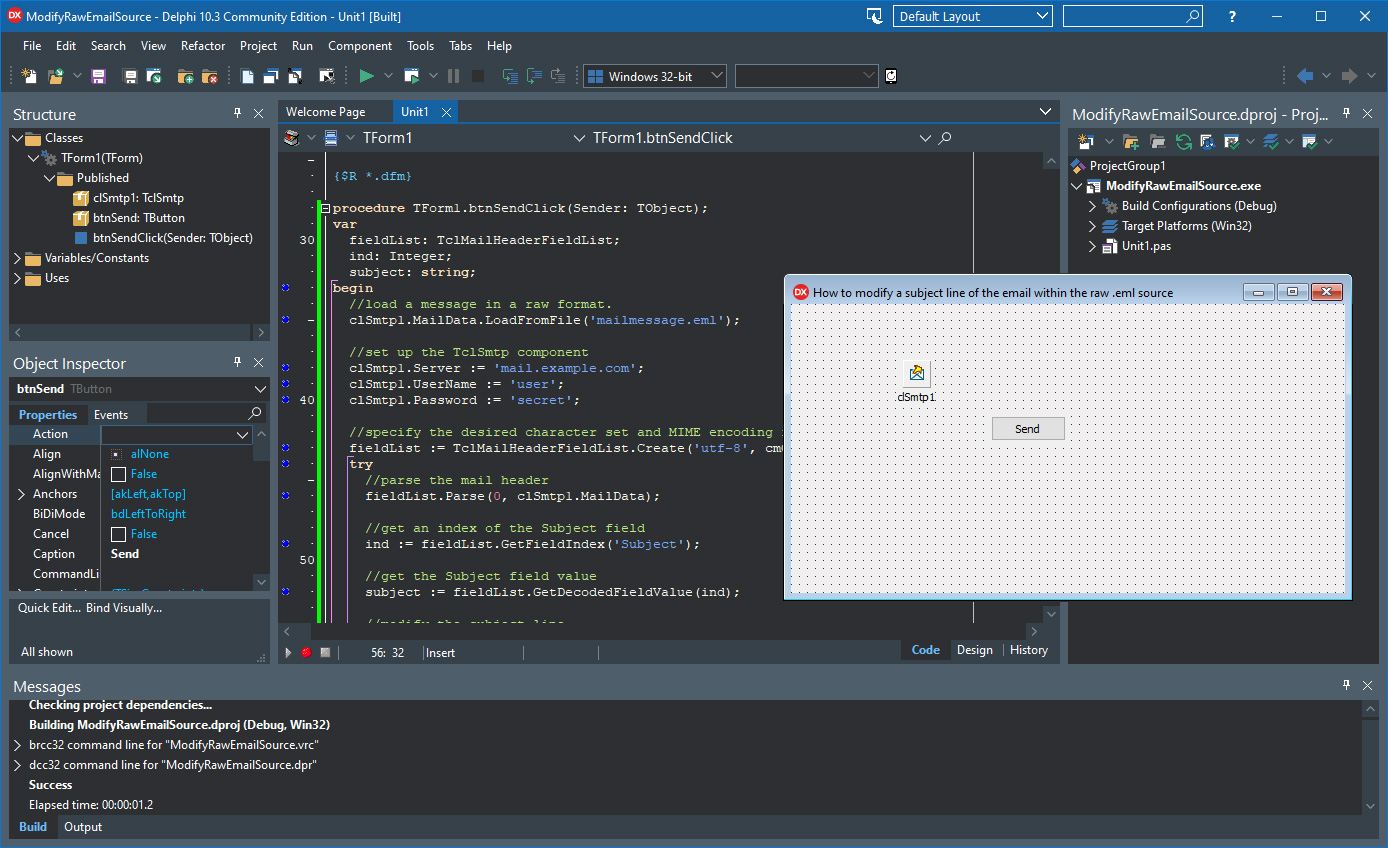 ModifyRawEmailSource - Delphi 10.3 Community Edition - Unit1 [Built]
Default Layout
?
File Edit Search View Refactor Project Run Component Tools Tabs Help
Windows 32-bit
Structure
Classes
TForm1(TForm)
Published
clSmtp1: TclSmtp
btnSend: TButton
btnSendClick(Sender: TObject)
Variables/Constants
Uses
Object Inspector
btnSend TButton
Properties Events
Action
Align alNone
AlignWithMa False
Anchors [akLeft,akTop]
BiDiMode bdLeftToRight
Cancel False
Caption Send
CommandLi
Quick Edit... Bind Visually...
All shown
Welcome Page Unit1
TForm1 TForm1.btnSendClick
{$R *.dfm}
procedure TForm1.btnSendClick(Sender: TObject);
var
30 fieldList: TclMailHeaderFieldList;
ind: Integer;
subject: string;
begin
//load a message in a raw format.
clSmtp1.MailData.LoadFromFile('mailmessage.eml');
//set up the TclSmtp component
clSmtp1.Server := 'mail.example.com';
clSmtp1.UserName := 'user';
40 clSmtp1.Password := 'secret';
//specify the desired character set and MIME encoding
fieldList := TclMailHeaderFieldList.Create('utf-8', cm
try
//parse the mail header
fieldList.Parse(0, clSmtp1.MailData);
//get an index of the Subject field
ind := fieldList.GetFieldIndex('Subject');
50
//get the Subject field value
subject := fieldList.GetDecodedFieldValue(ind);
//modify the subject line
56: 32 Insert
Code Design History
ModifyRawEmailSource.dproj - Proj...
ProjectGroup1
ModifyRawEmailSource.exe
Build Configurations (Debug)
Target Platforms (Win32)
Unit1.pas
DX How to modify a subject line of the email within the raw .eml source
clSmtp1
Send
Messages
Checking project dependencies...
Building ModifyRawEmailSource.dproj (Debug, Win32)
brcc32 command line for "ModifyRawEmailSource.vrc"
dcc32 command line for "ModifyRawEmailSource.dpr"
Success
Elapsed time: 00:00:01.2
Build Output